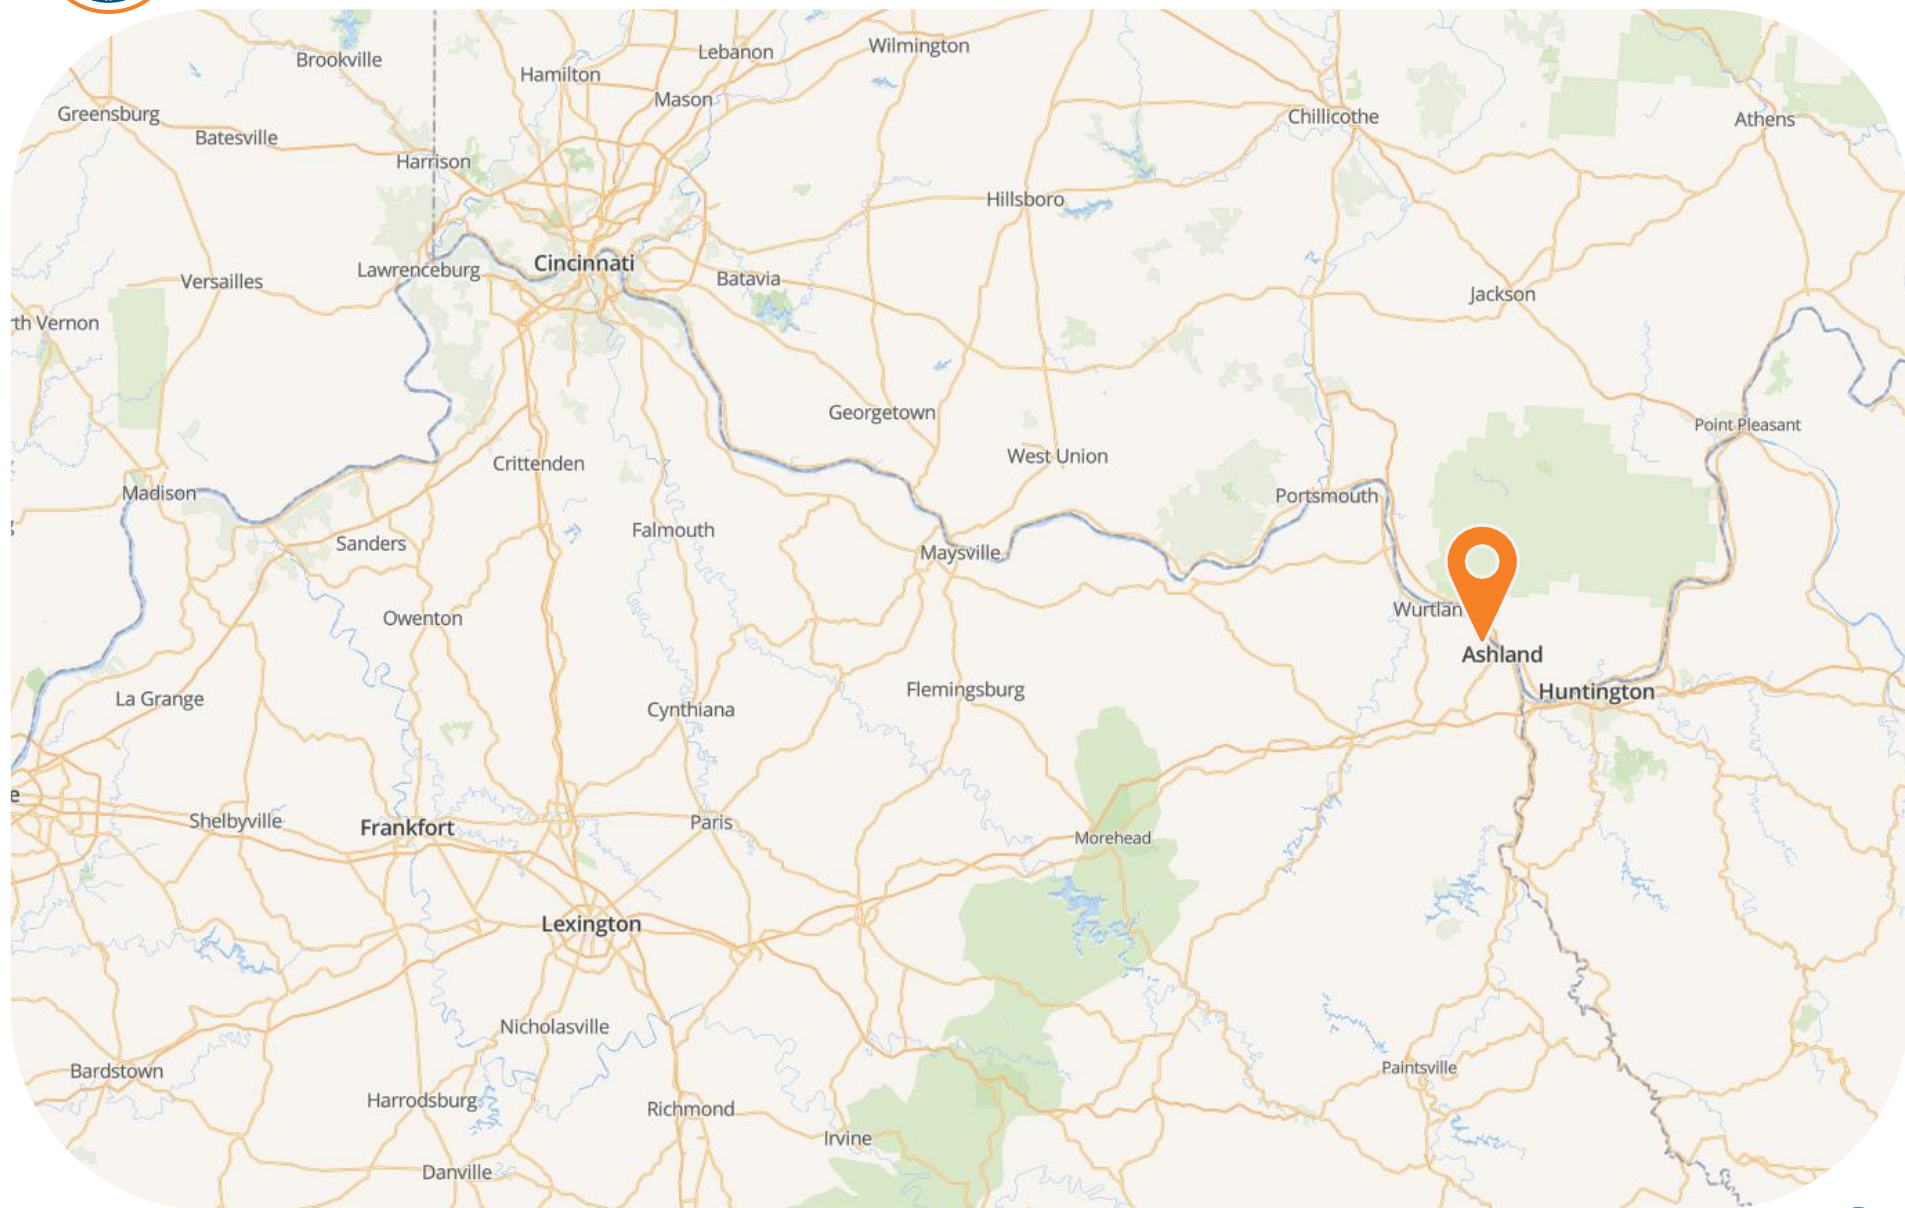 Brookville
Lebanon
Wilmington
Hamilton
Mason
Greensburg
Batesville
Chillicothe
Athens
Harrison
Hillsboro
Cincinnati
Lawrenceburg
Versailles
Batavia
Jackson
th Vernon
Georgetown
Point Pleasant
West Union
Crittenden
Madison
Portsmouth
Falmouth
Sanders
Maysville
Wurtlan
Owenton
Ashland
La Grange
Flemingsburg
Huntington
Cynthiana
e
Shelbyville
Frankfort
Paris
Morehead
Lexington
Nicholasville
Bardstown
Paintsville
Harrodsburg
Richmond
Irvine
Danville